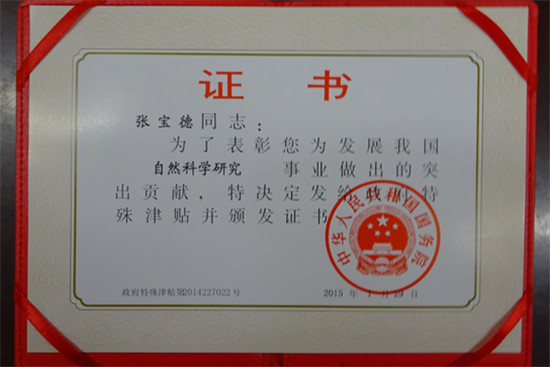 证 书
张宝德同志：
为了表彰您为发展我国
自然科学研究 事业做出的突
出贡献，特决定发给政府特
殊津贴并颁发证书
中华人民共和国国务院
政府特殊津贴第2014227022号
2015 年 1 月 29 日